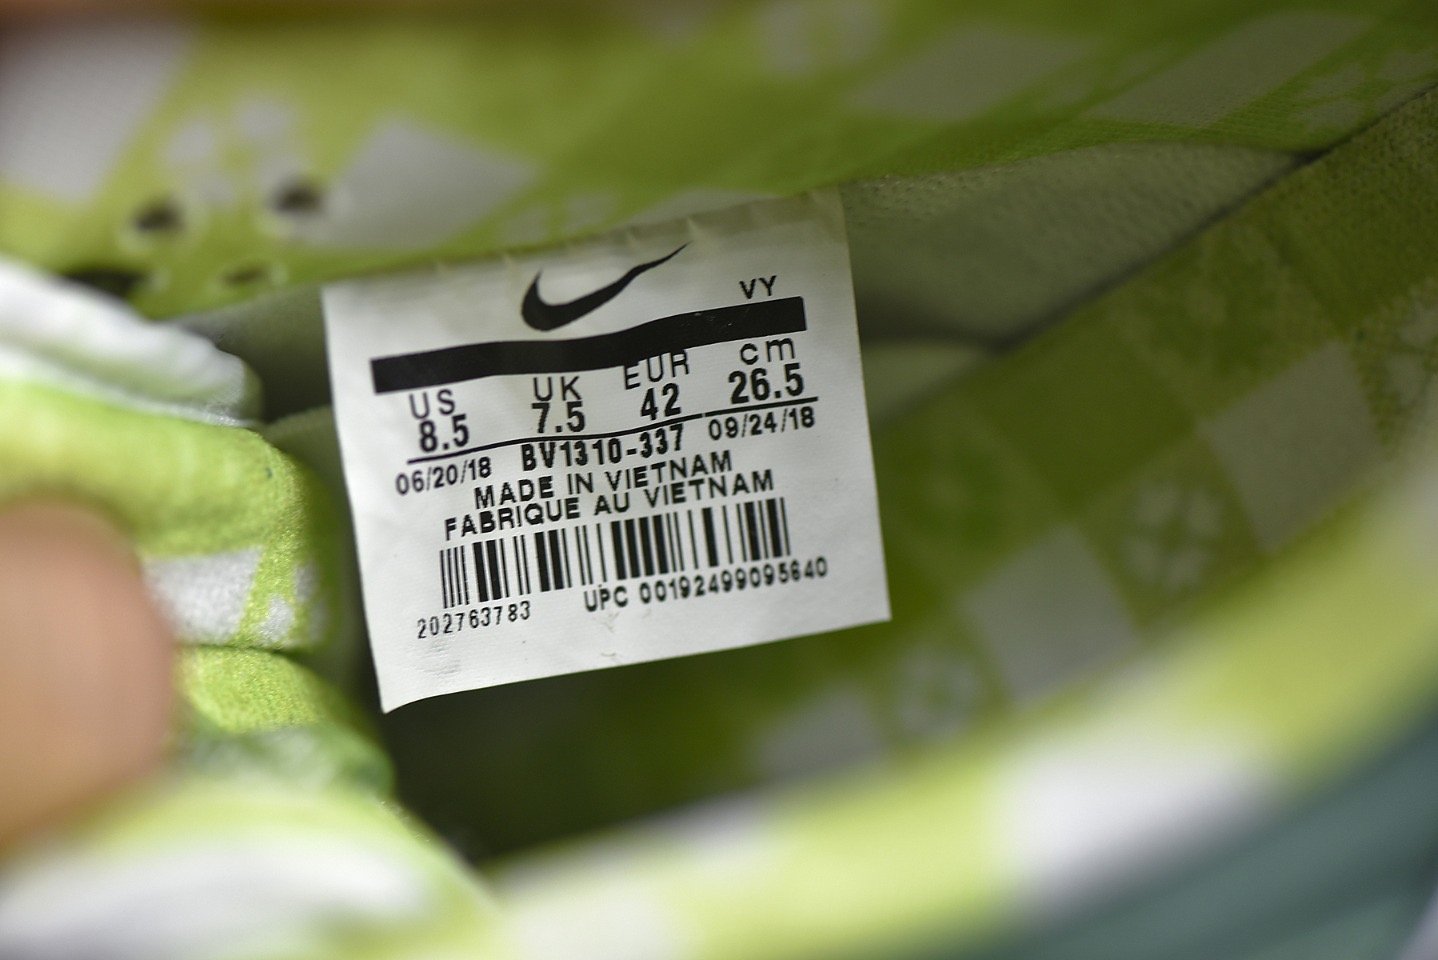 VY
US UK EUR cm
8.5 7.5 42 26.5
06/20/18 BV1310-337 09/24/18
MADE IN VIETNAM
FABRIQUE AU VIETNAM
202763783 UPC 00192499095640